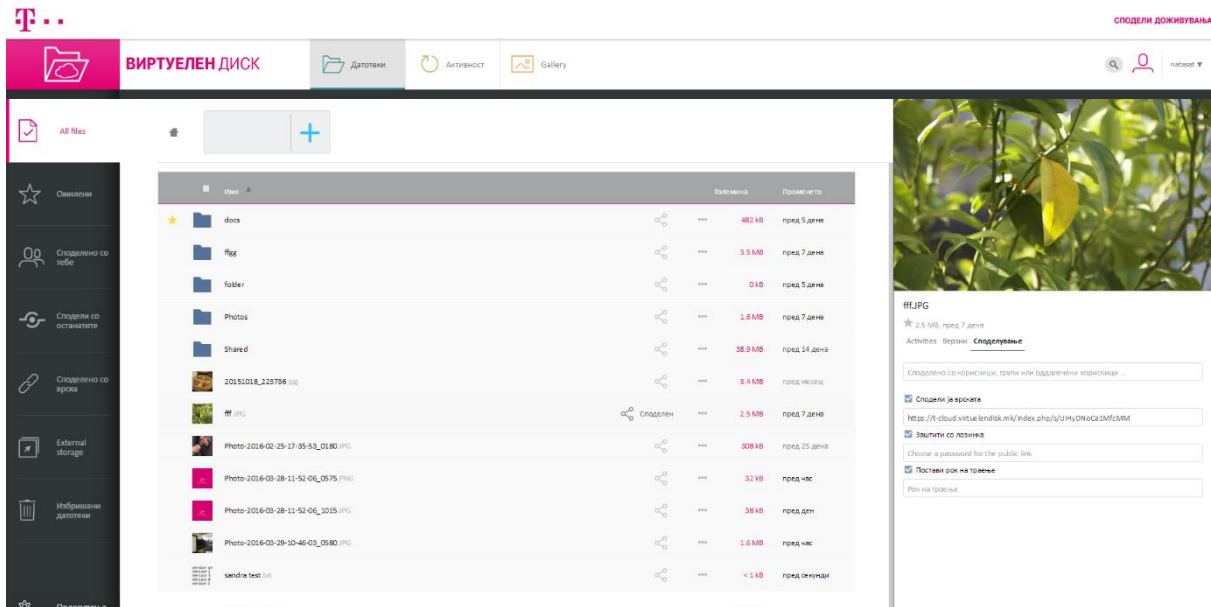 T
СПОДЕЛИ ДОЖИВУВАЊА
ВИРТУЕЛЕН ДИСК
Датотеки
Активност
Gallery
natasat
All files
Омилени
Споделено со тебе
Сподели со останатите
Споделено со врска
External storage
Избришани датотеки
Име
Големина
Променето
docs 482 kB пред 5 дена
ffgg 3.5 MB пред 7 дена
folder 0 kB пред 5 дена
Photos 1.6 MB пред 7 дена
Shared 38.9 MB пред 14 дена
20151018_223736.jpg 3.4 MB пред месец
fff.JPG Споделен 2.5 MB пред 7 дена
Photo-2016-02-25-17-35-53_0180.JPG 308 kB пред 25 дена
Photo-2016-03-28-11-52-06_0575.PNG 32 kB пред час
Photo-2016-03-28-11-52-06_1015.JPG 38 kB пред ден
Photo-2016-03-29-10-46-03_0580.JPG 1.6 MB пред час
sandra test.txt < 1 kB пред секунди
fff.JPG
2.5 MB, пред 7 дена
Activities Верзии Споделување
Споделено со корисници, групи или оддалечени корисници ...
Сподели ја врската
https://t-cloud.virtuelendisk.mk/index.php/s/UIHyDNoCa1MfcMM
Заштити со лозинка
Choose a password for the public link
Постави рок на траење
Рок на траење